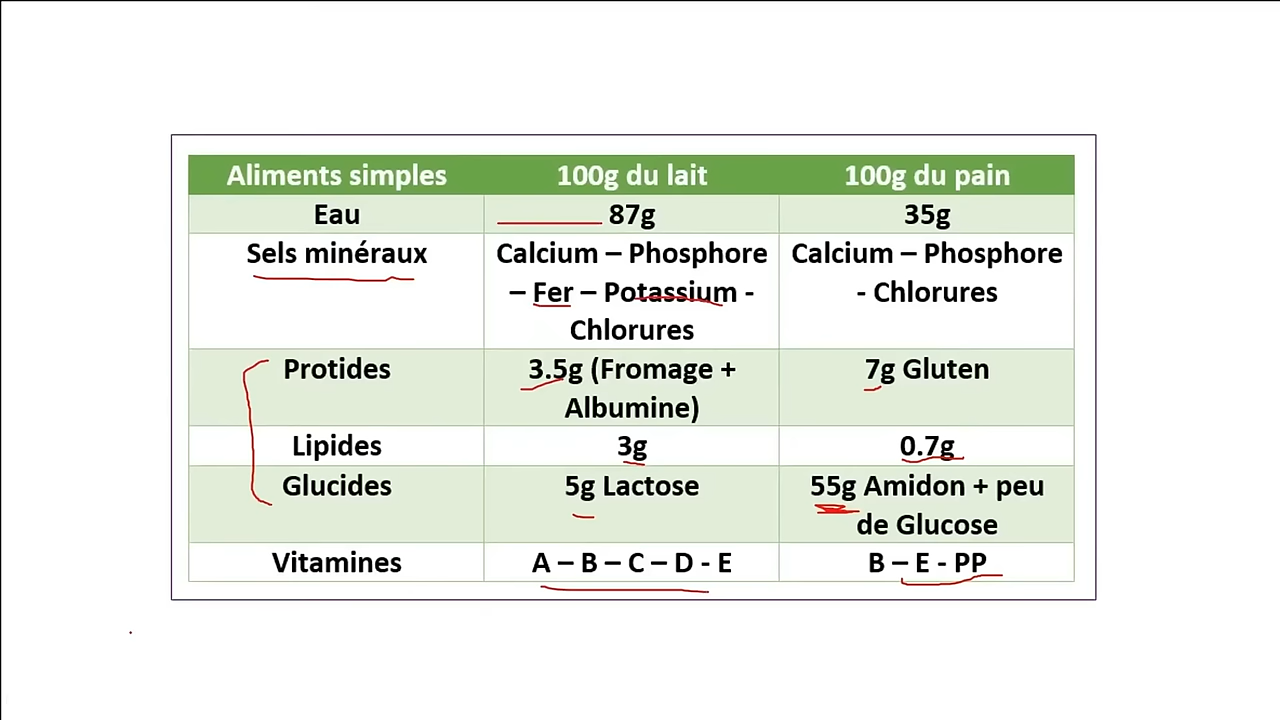 Aliments simples 100g du lait 100g du pain
Eau 87g 35g
Sels minéraux Calcium – Phosphore Calcium – Phosphore
– Fer – Potassium - - Chlorures
Chlorures
Protides 3.5g (Fromage + 7g Gluten
Albumine)
Lipides 3g 0.7g
Glucides 5g Lactose 55g Amidon + peu
de Glucose
Vitamines A – B – C – D - E B – E - PP